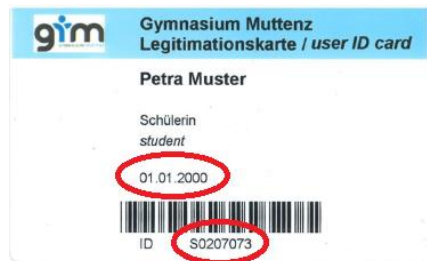 gym
Gymnasium Muttenz
Legitimationskarte / user ID card
Petra Muster
Schülerin
student
01.01.2000
ID S0207073